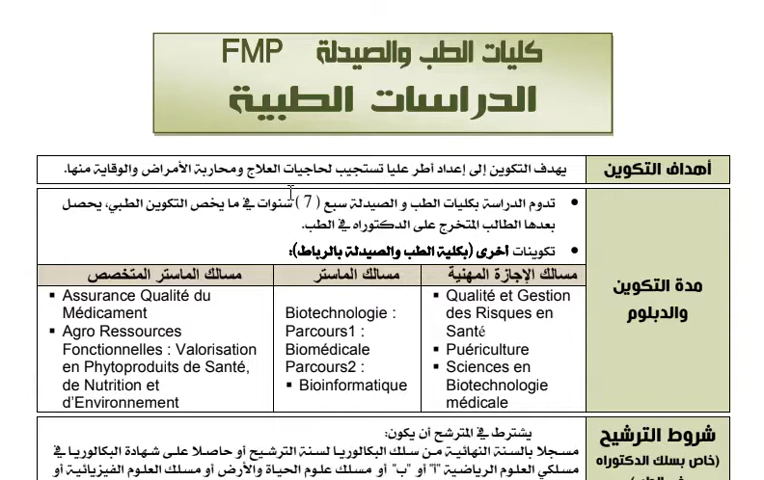 كليات الطب والصيدلة FMP
الدراسات الطبية
أهداف التكوين
يهدف التكوين إلى إعداد أطر عليا تستجيب لحاجيات العلاج ومحاربة الأمراض والوقاية منها.
مدة التكوين
والدبلوم
• تدوم الدراسة بكليات الطب و الصيدلة سبع ( 7 ) سنوات في ما يخص التكوين الطبي، يحصل
بعدها الطالب المتخرج على الدكتوراه في الطب.
• تكوينات أخرى (بكلية الطب والصيدلة بالرباط):
مسالك الإجازة المهنية
▪ Qualité et Gestion
des Risques en
Santé
▪ Puériculture
▪ Sciences en
Biotechnologie
médicale
مسالك الماستر
Biotechnologie :
Parcours1 :
Biomédicale
Parcours2 :
▪ Bioinformatique
مسالك الماستر المتخصص
▪ Assurance Qualité du
Médicament
▪ Agro Ressources
Fonctionnelles : Valorisation
en Phytoproduits de Santé,
de Nutrition et
d’Environnement
شروط الترشيح
(خاص بسلك الدكتوراه
يشترط في المترشح أن يكون:
مسجلا بالسنة النهائية من سلك البكالوريا لسنة الترشيح أو حاصلا على شهادة البكالوريا في
مسلكي العلوم الرياضية "أ" أو "ب" أو مسلك علوم الحياة والأرض أو مسلك العلوم الفيزيائية أو